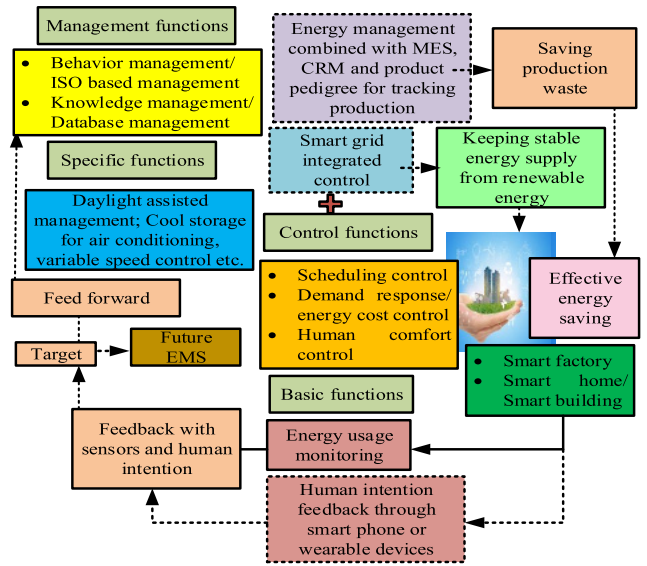 Management functions
• Behavior management/
ISO based management
• Knowledge management/
Database management
Specific functions
Daylight assisted
management; Cool storage
for air conditioning,
variable speed control etc.
Feed forward
Target
Future
EMS
Feedback with
sensors and human
intention
Energy management
combined with MES,
CRM and product
pedigree for tracking
production
Saving
production
waste
Smart grid
integrated
control
Keeping stable
energy supply
from renewable
energy
Control functions
• Scheduling control
• Demand response/
energy cost control
• Human comfort
control
Effective
energy
saving
• Smart factory
• Smart home/
Smart building
Basic functions
Energy usage
monitoring
Human intention
feedback through
smart phone or
wearable devices